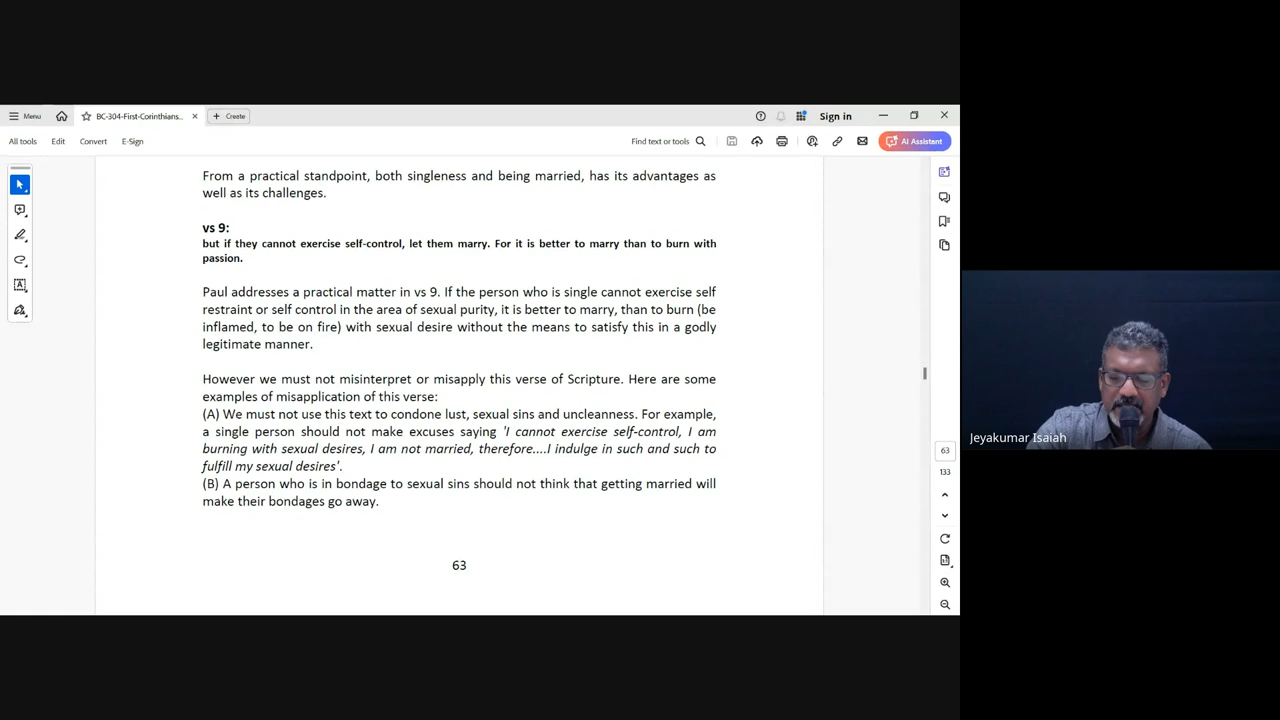 Menu
BC-304-First-Corinthians..
Create
Sign in
All tools
Edit
Convert
E-Sign
Find text or tools
AI Assistant
From a practical standpoint, both singleness and being married, has its advantages as
well as its challenges.
vs 9:
but if they cannot exercise self-control, let them marry. For it is better to marry than to burn with
passion.
Paul addresses a practical matter in vs 9. If the person who is single cannot exercise self
restraint or self control in the area of sexual purity, it is better to marry, than to burn (be
inflamed, to be on fire) with sexual desire without the means to satisfy this in a godly
legitimate manner.
However we must not misinterpret or misapply this verse of Scripture. Here are some
examples of misapplication of this verse:
(A) We must not use this text to condone lust, sexual sins and uncleanness. For example,
a single person should not make excuses saying 'I cannot exercise self-control, I am
burning with sexual desires, I am not married, therefore....I indulge in such and such to
fulfill my sexual desires'.
(B) A person who is in bondage to sexual sins should not think that getting married will
make their bondages go away.
63
63
133
Jeyakumar Isaiah